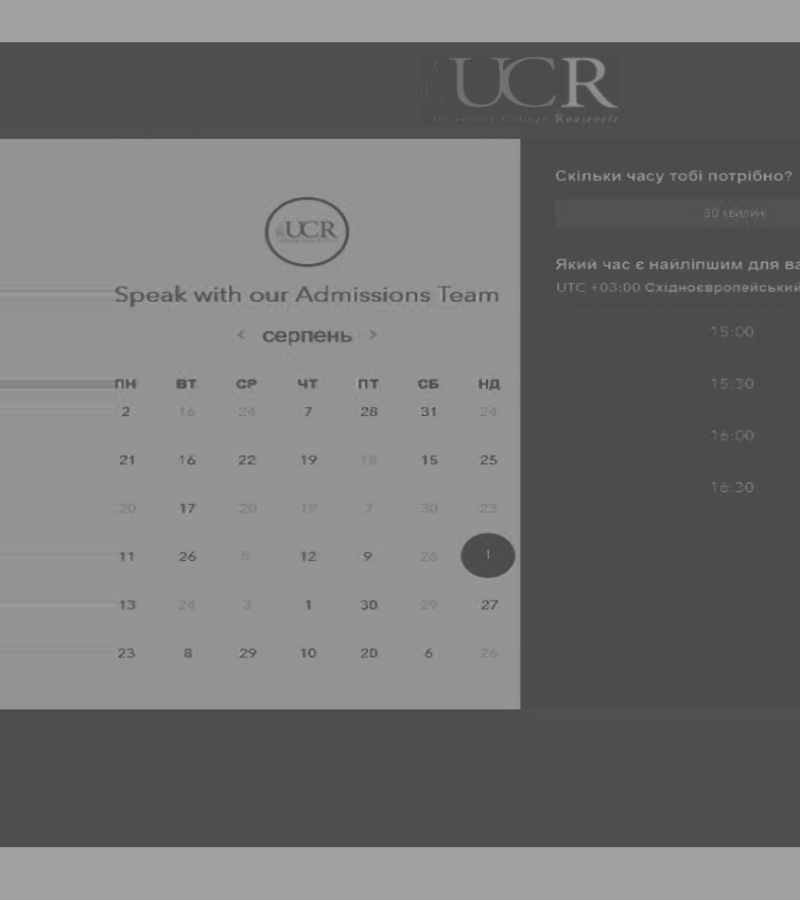 UCR
University College Roosevelt
UCR
Speak with our Admissions Team
< серпень >
ПН ВТ СР ЧТ ПТ СБ НД
2 16 24 7 28 31 24
21 16 22 19 18 15 25
20 17 20 19 7 30 23
11 26 5 12 9 26 1
13 24 3 1 30 29 27
23 8 29 10 20 6 26
Скільки часу тобі потрібно?
30 хвилин
Який час є найліпшим для ва
UTC +03:00 Східноєвропейський
15:00
15:30
16:00
16:30